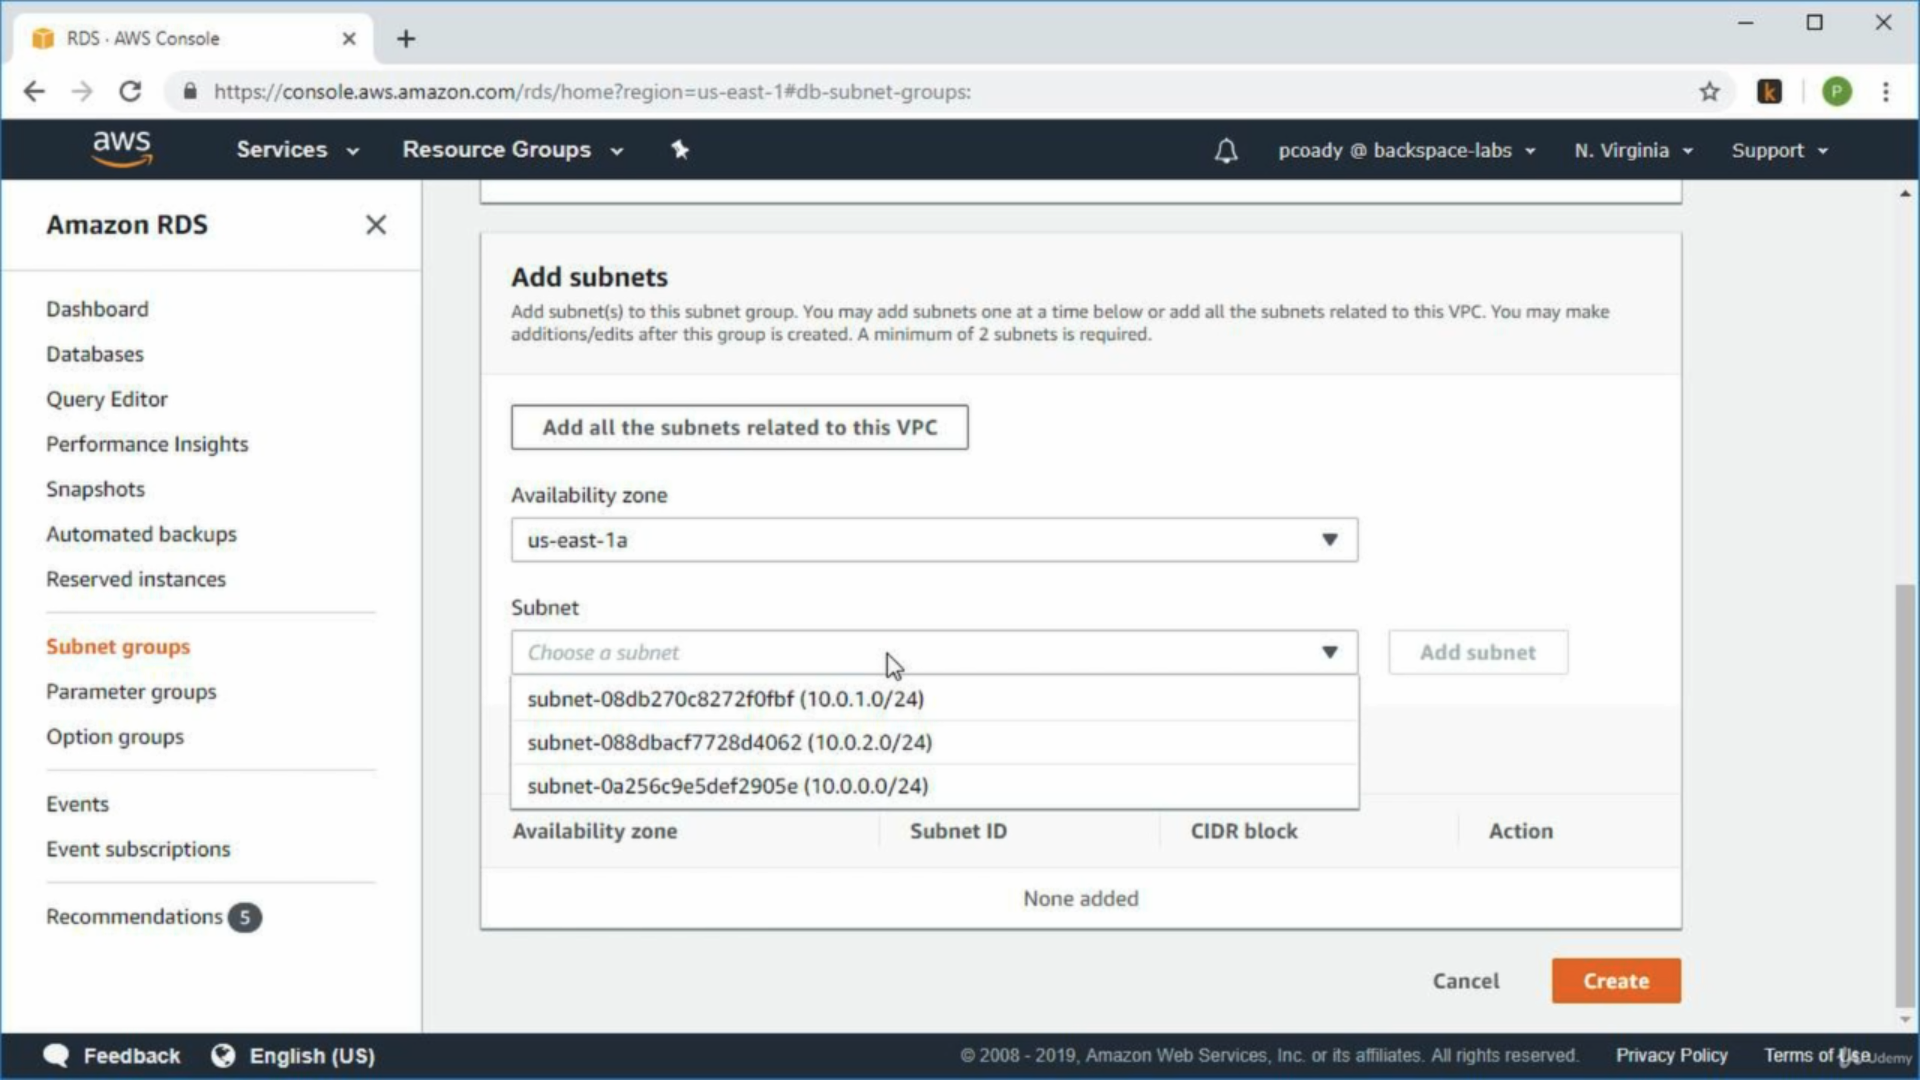 RDS · AWS Console
https://console.aws.amazon.com/rds/home?region=us-east-1#db-subnet-groups:
k
P
aws
Services
Resource Groups
pcoady @ backspace-labs
N. Virginia
Support
Amazon RDS
Dashboard
Databases
Query Editor
Performance Insights
Snapshots
Automated backups
Reserved instances
Subnet groups
Parameter groups
Option groups
Events
Event subscriptions
Recommendations 5
Add subnets
Add subnet(s) to this subnet group. You may add subnets one at a time below or add all the subnets related to this VPC. You may make
additions/edits after this group is created. A minimum of 2 subnets is required.
Add all the subnets related to this VPC
Availability zone
us-east-1a
Subnet
Choose a subnet
Add subnet
subnet-08db270c8272f0fbf (10.0.1.0/24)
subnet-088dbacf7728d4062 (10.0.2.0/24)
subnet-0a256c9e5def2905e (10.0.0.0/24)
Availability zone Subnet ID CIDR block Action
None added
Cancel
Create
Feedback
English (US)
© 2008 - 2019, Amazon Web Services, Inc. or its affiliates. All rights reserved.
Privacy Policy
Terms of Use
Udemy